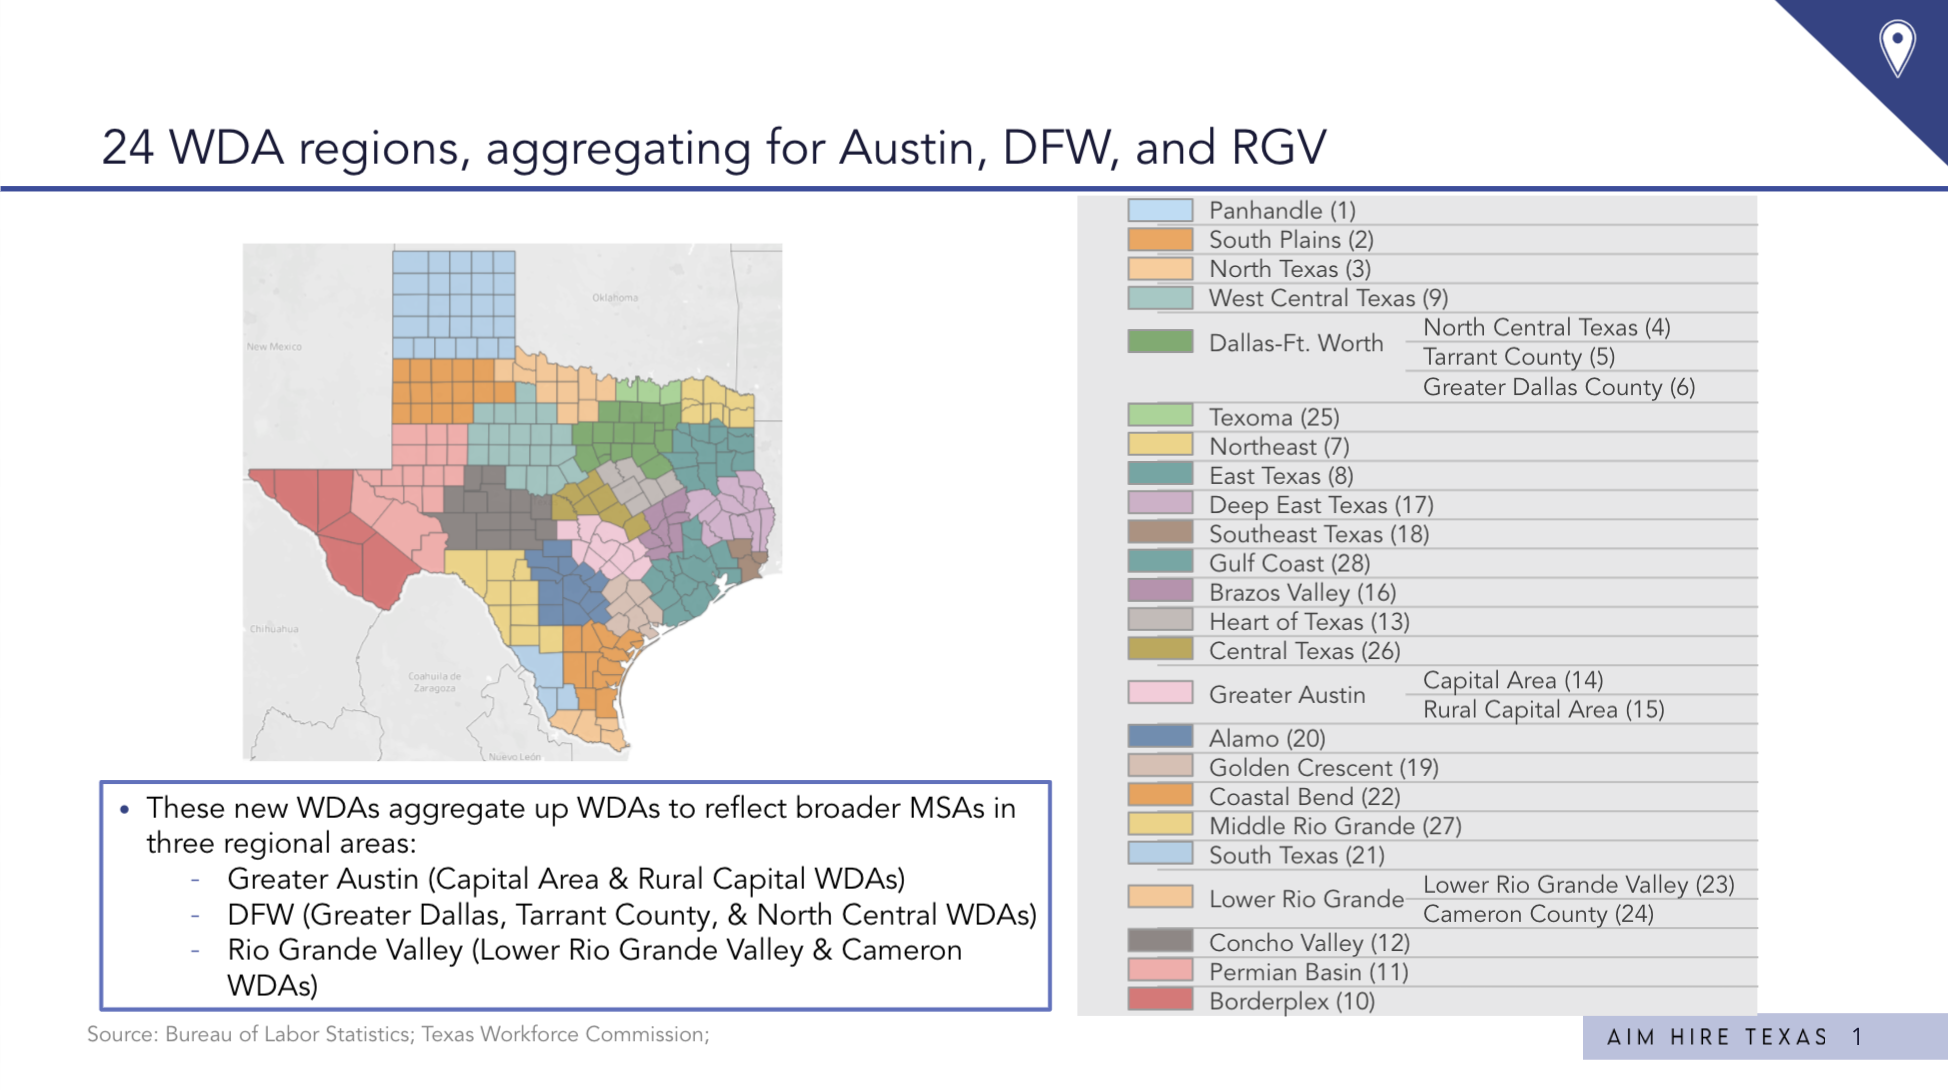 24 WDA regions, aggregating for Austin, DFW, and RGV
Oklahoma
New Mexico
Chihuahua
Coahuila de
Zaragoza
Nuevo León
Panhandle (1)
South Plains (2)
North Texas (3)
West Central Texas (9)
Dallas-Ft. Worth
North Central Texas (4)
Tarrant County (5)
Greater Dallas County (6)
Texoma (25)
Northeast (7)
East Texas (8)
Deep East Texas (17)
Southeast Texas (18)
Gulf Coast (28)
Brazos Valley (16)
Heart of Texas (13)
Central Texas (26)
Greater Austin
Capital Area (14)
Rural Capital Area (15)
Alamo (20)
Golden Crescent (19)
Coastal Bend (22)
Middle Rio Grande (27)
South Texas (21)
Lower Rio Grande
Lower Rio Grande Valley (23)
Cameron County (24)
Concho Valley (12)
Permian Basin (11)
Borderplex (10)
• These new WDAs aggregate up WDAs to reflect broader MSAs in
three regional areas:
- Greater Austin (Capital Area & Rural Capital WDAs)
- DFW (Greater Dallas, Tarrant County, & North Central WDAs)
- Rio Grande Valley (Lower Rio Grande Valley & Cameron
WDAs)
Source: Bureau of Labor Statistics; Texas Workforce Commission;
AIM HIRE TEXAS 1